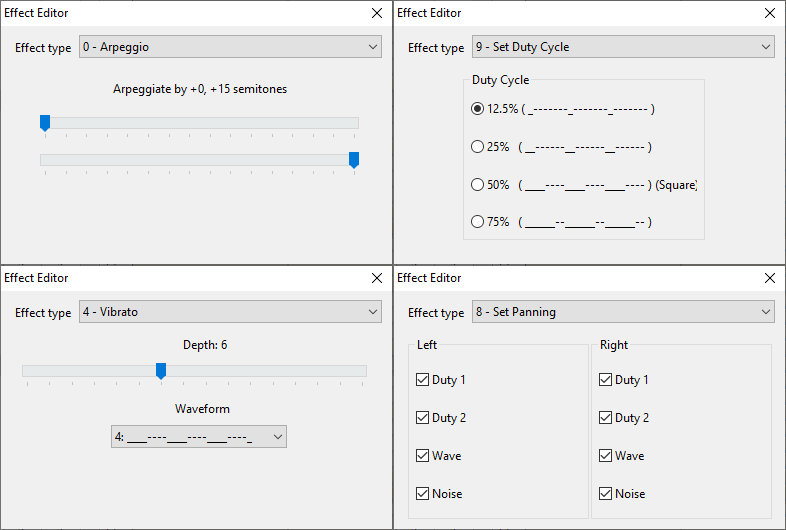 Effect Editor
Effect type 0 - Arpeggio
Arpeggiate by +0, +15 semitones
Effect Editor
Effect type 9 - Set Duty Cycle
Duty Cycle
12.5% ( _-------_-------_------- )
25% ( __------__------__------ )
50% ( ____----____----____---- ) (Square)
75% ( ______--______--______-- )
Effect Editor
Effect type 4 - Vibrato
Depth: 6
Waveform
4: ____----____----____----_
Effect Editor
Effect type 8 - Set Panning
Left
Duty 1
Duty 2
Wave
Noise
Right
Duty 1
Duty 2
Wave
Noise